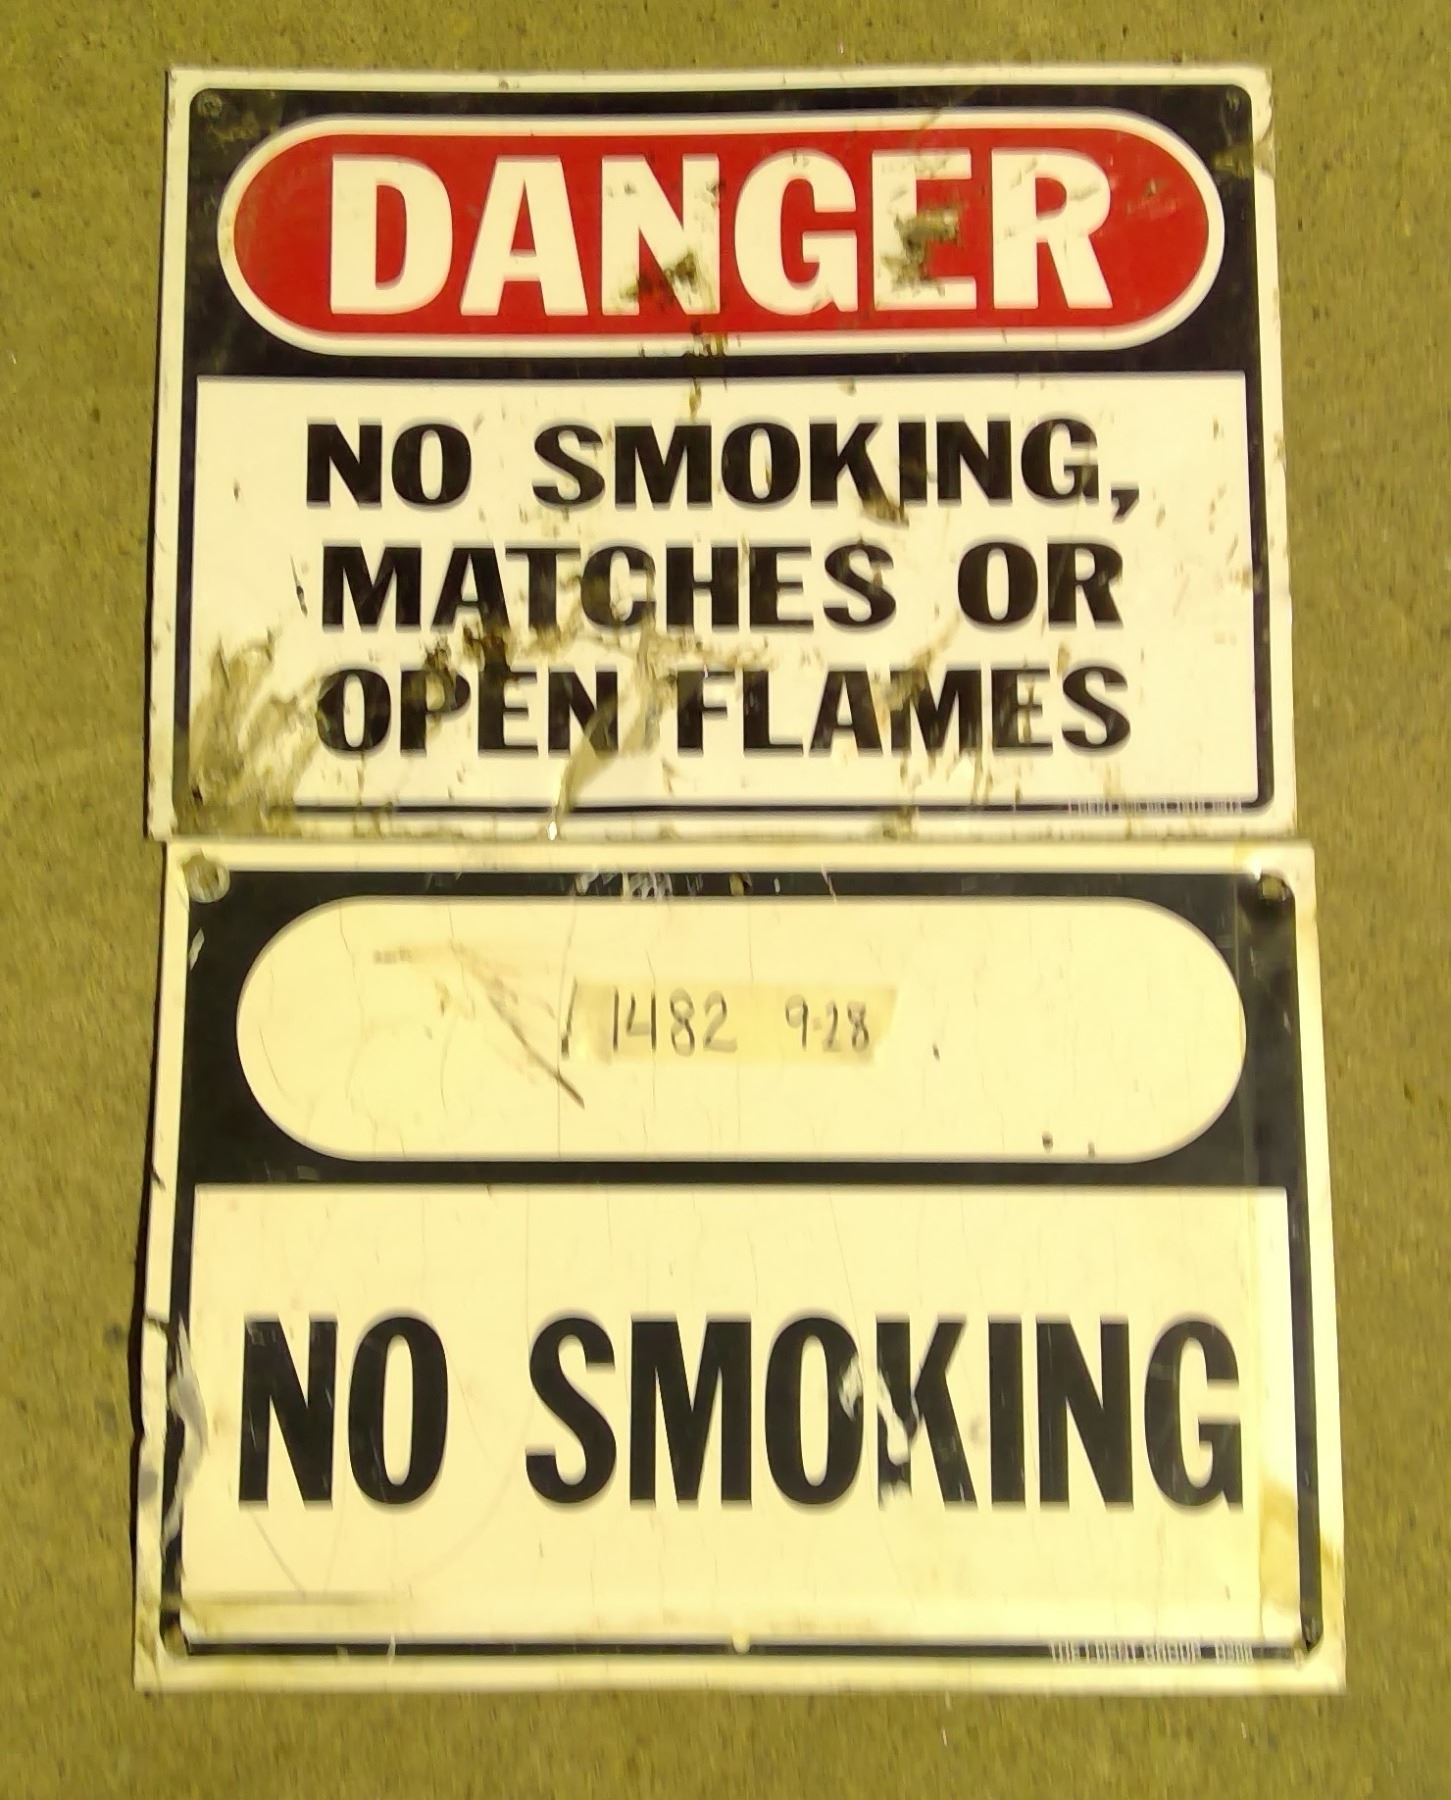 DANGER
NO SMOKING,
MATCHES OR
OPEN FLAMES
1482 9-28
NO SMOKING